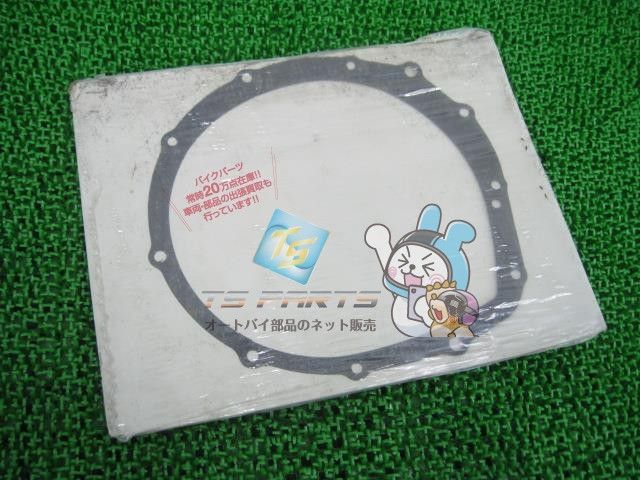 バイクパーツ
常時20万点在庫!!
車両・部品の出張買取も
行っています!!
TS
TS PARTS
オートバイ部品のネット販売